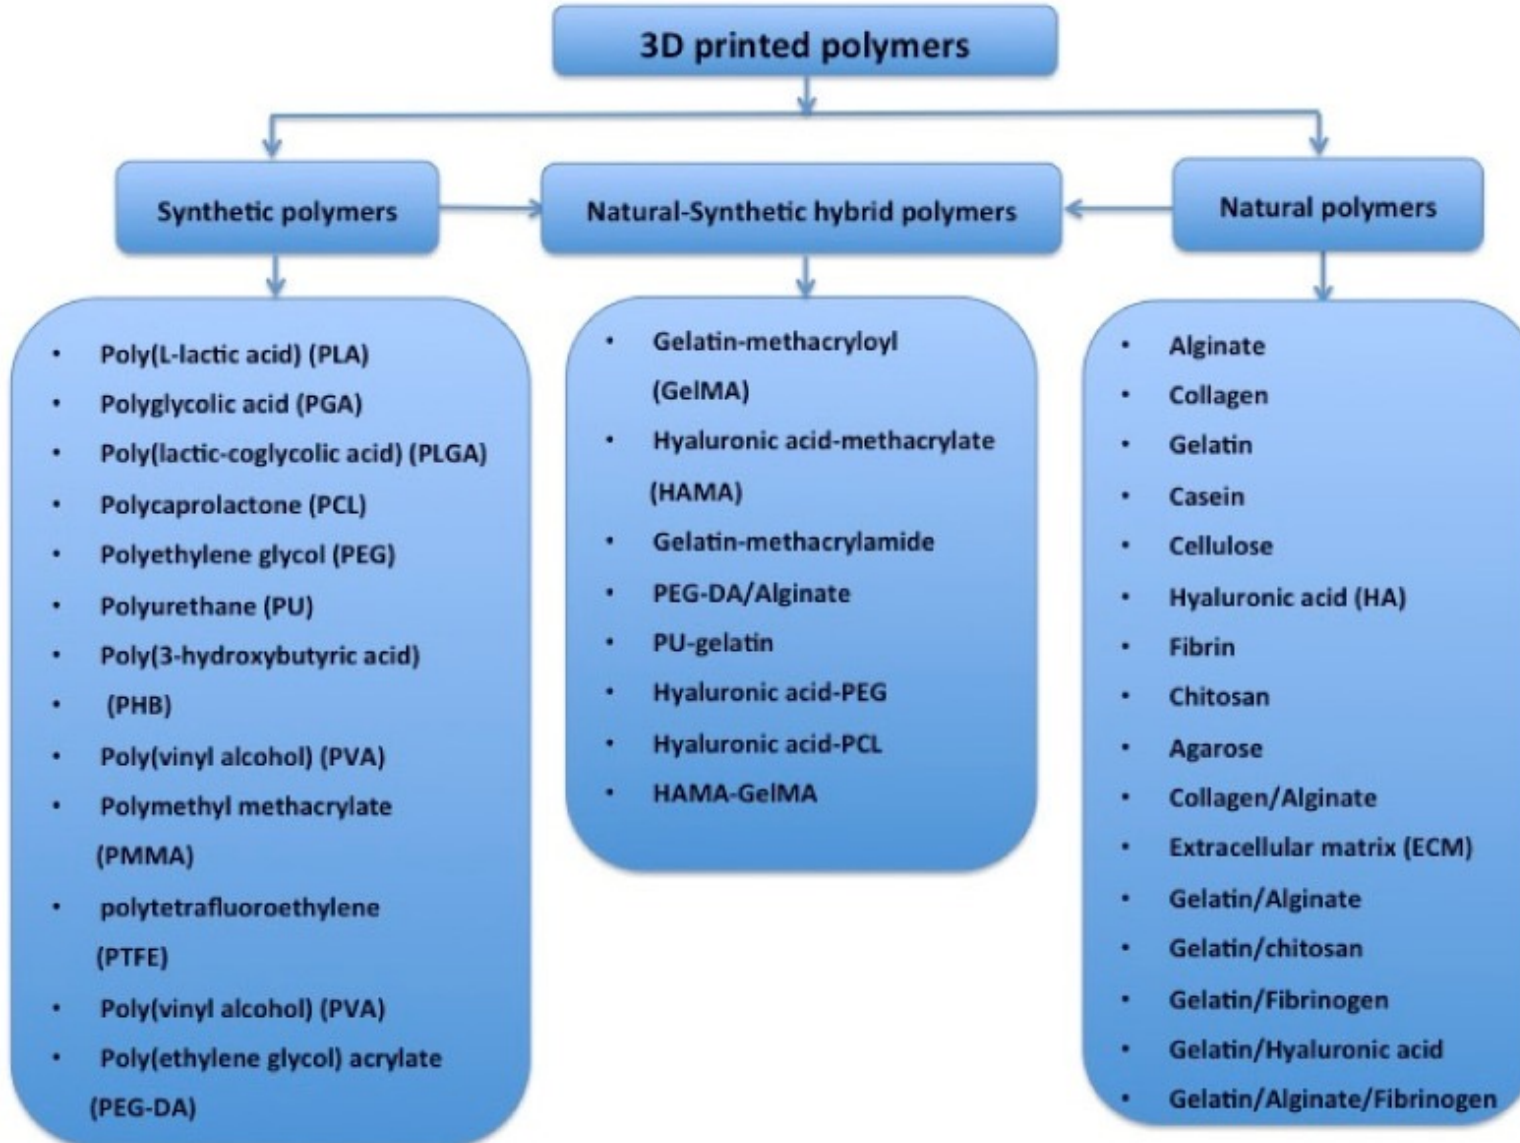 3D printed polymers
Synthetic polymers
Natural-Synthetic hybrid polymers
Natural polymers
• Poly(L-lactic acid) (PLA)
• Polyglycolic acid (PGA)
• Poly(lactic-coglycolic acid) (PLGA)
• Polycaprolactone (PCL)
• Polyethylene glycol (PEG)
• Polyurethane (PU)
• Poly(3-hydroxybutyric acid)
• (PHB)
• Poly(vinyl alcohol) (PVA)
• Polymethyl methacrylate
(PMMA)
• polytetrafluoroethylene
(PTFE)
• Poly(vinyl alcohol) (PVA)
• Poly(ethylene glycol) acrylate
(PEG-DA)
• Gelatin-methacryloyl
(GelMA)
• Hyaluronic acid-methacrylate
(HAMA)
• Gelatin-methacrylamide
• PEG-DA/Alginate
• PU-gelatin
• Hyaluronic acid-PEG
• Hyaluronic acid-PCL
• HAMA-GelMA
• Alginate
• Collagen
• Gelatin
• Casein
• Cellulose
• Hyaluronic acid (HA)
• Fibrin
• Chitosan
• Agarose
• Collagen/Alginate
• Extracellular matrix (ECM)
• Gelatin/Alginate
• Gelatin/chitosan
• Gelatin/Fibrinogen
• Gelatin/Hyaluronic acid
• Gelatin/Alginate/Fibrinogen